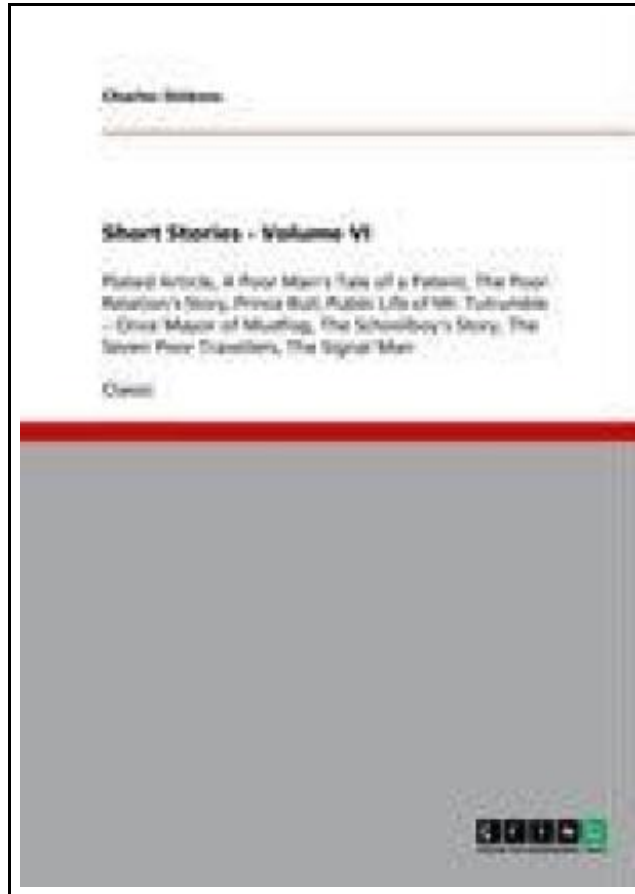 Charles Dickens
Short Stories - Volume VI
Plated Article, A Poor Man's Tale of a Patent, The Poor
Relation's Story, Prince Bull, Public Life of Mr. Tulrumble
- Once Mayor of Mudfog, The Schoolboy's Story, The
Seven Poor Travellers, The Signal Man
Classic
GRIN